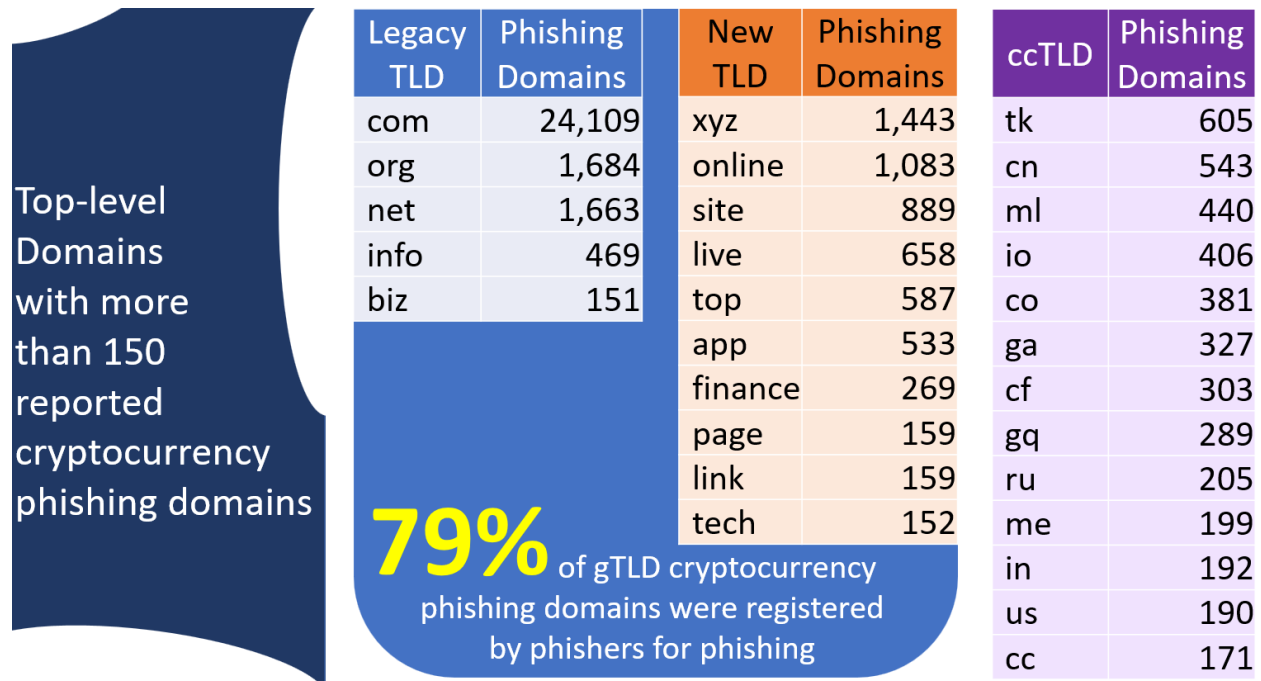 Top-level
Domains
with more
than 150
reported
cryptocurrency
phishing domains
Legacy TLD Phishing Domains
com 24,109
org 1,684
net 1,663
info 469
biz 151
New TLD Phishing Domains
xyz 1,443
online 1,083
site 889
live 658
top 587
app 533
finance 269
page 159
link 159
tech 152
79% of gTLD cryptocurrency
phishing domains were registered
by phishers for phishing
ccTLD Phishing Domains
tk 605
cn 543
ml 440
io 406
co 381
ga 327
cf 303
gq 289
ru 205
me 199
in 192
us 190
cc 171